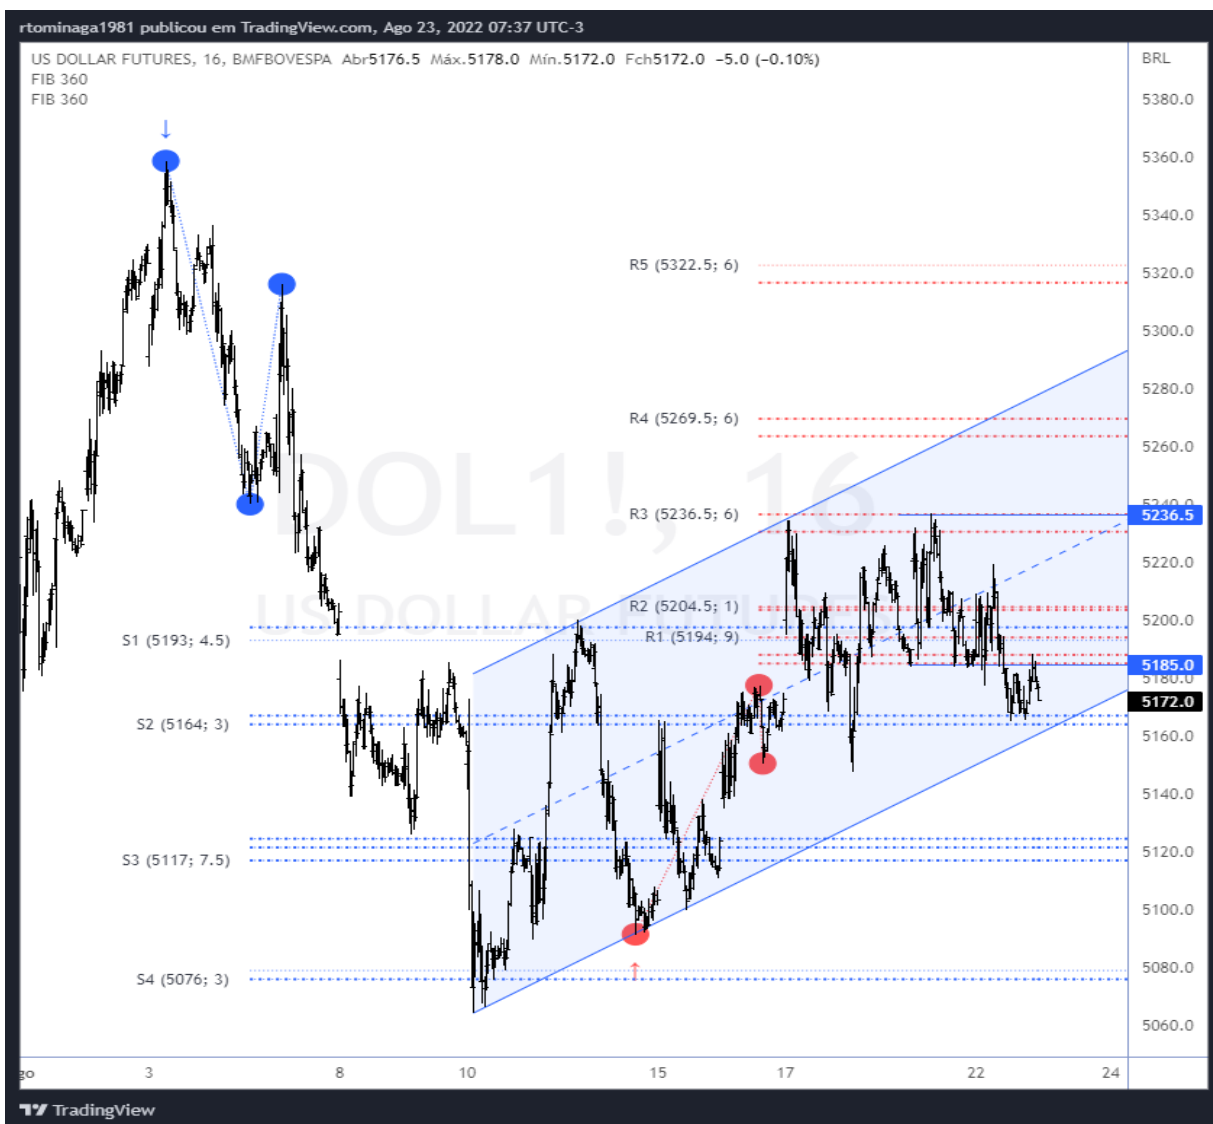 rtominaga1981 publicou em TradingView.com, Ago 23, 2022 07:37 UTC-3
US DOLLAR FUTURES, 16, BMFBOVESPA Abr5176.5 Máx.5178.0 Mín.5172.0 Fch5172.0 −5.0 (−0.10%)
BRL
FIB 360
FIB 360
5380.0
↓
5360.0
5340.0
R5 (5322.5; 6)
5320.0
5300.0
5280.0
R4 (5269.5; 6)
5260.0
DOL1!, 16
5240.0
R3 (5236.5; 6)
5236.5
5220.0
US DOLLAR FUTURES
R2 (5204.5; 1)
5200.0
S1 (5193; 4.5)
R1 (5194; 9)
5185.0
5180.0
5172.0
S2 (5164; 3)
5160.0
5140.0
5120.0
S3 (5117; 7.5)
5100.0
↑
5080.0
S4 (5076; 3)
5060.0
go 3 8 10 15 17 22 24
TradingView